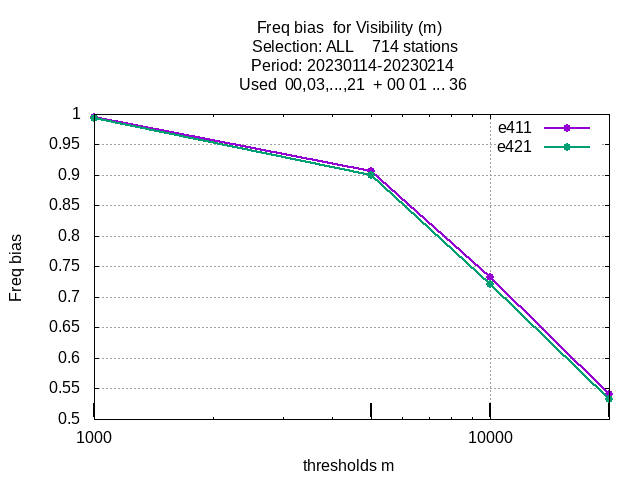 Freq bias  for Visibility (m)
Selection: ALL    714 stations
Period: 20230114-20230214
Used  00,03,...,21  + 00 01 ... 36
e411
e421
1
0.95
0.9
0.85
0.8
0.75
0.7
0.65
0.6
0.55
0.5
Freq bias
1000
10000
thresholds m